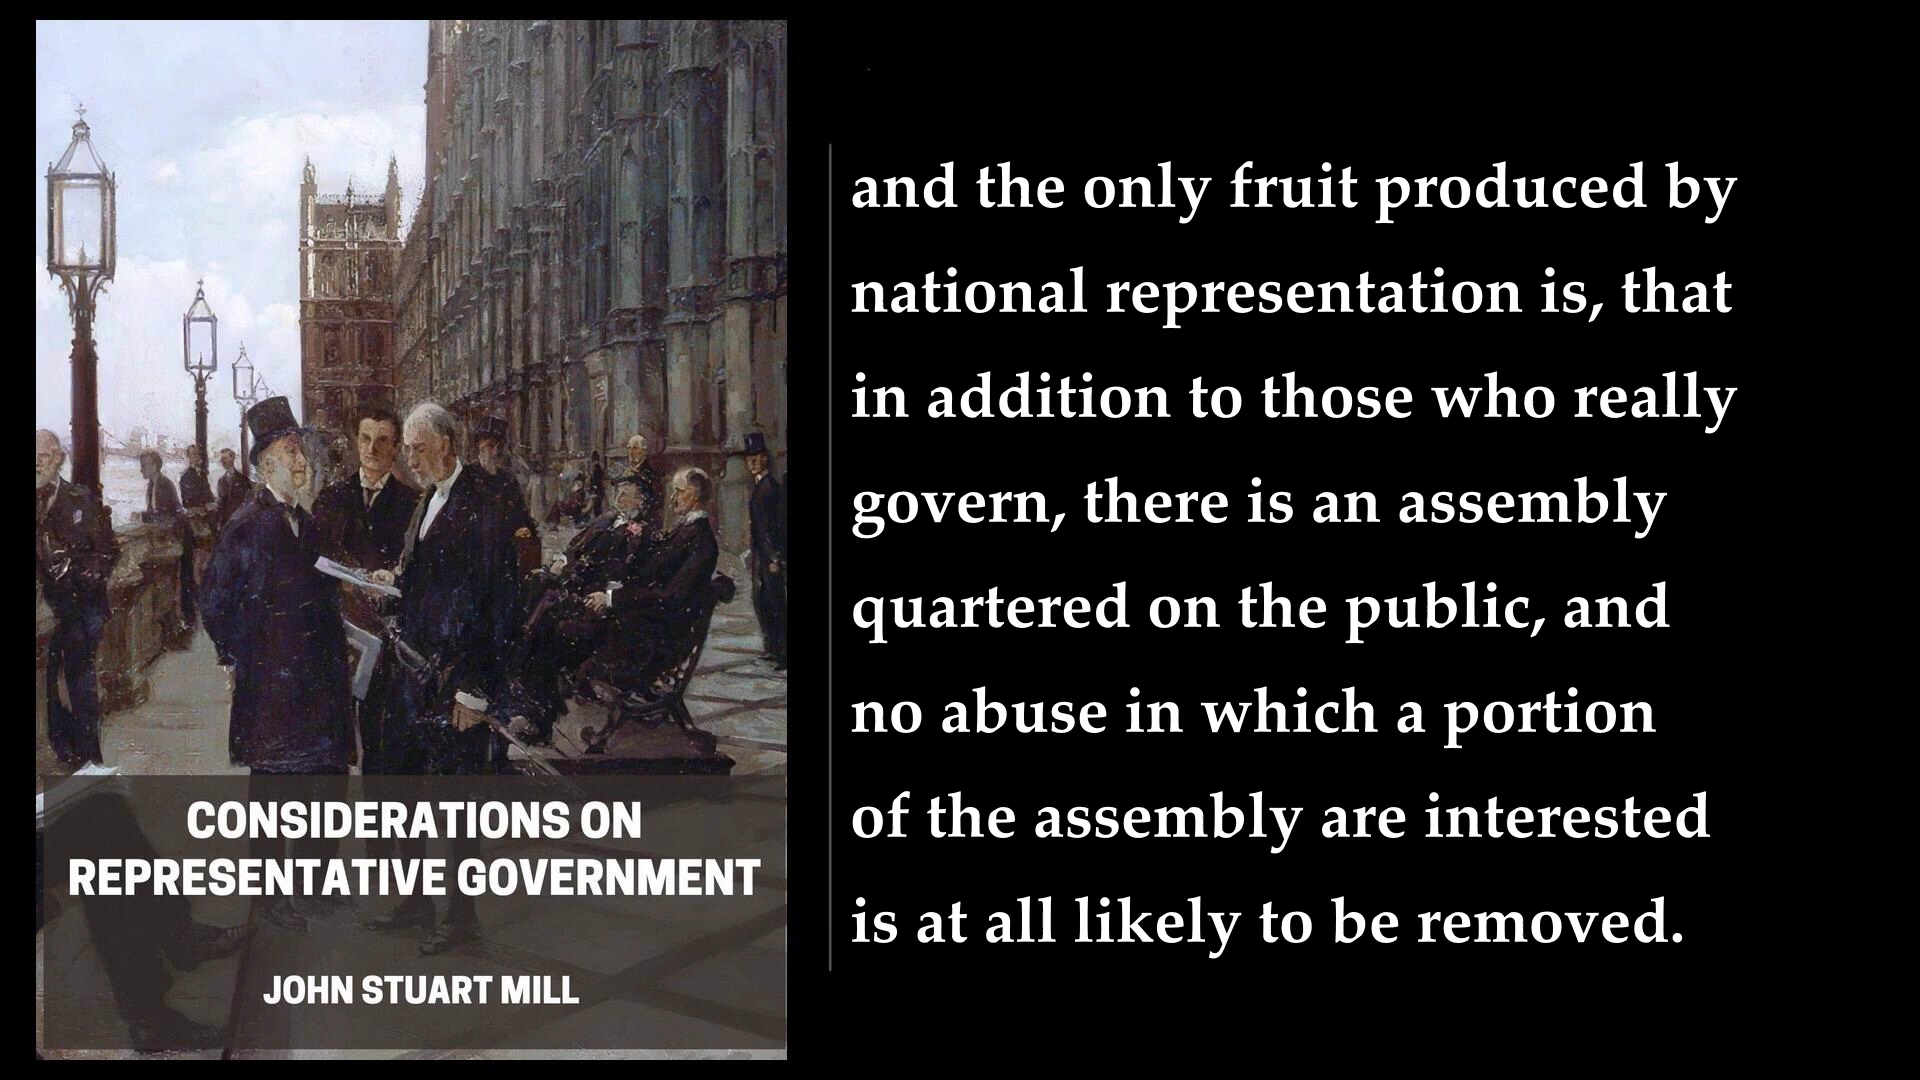 CONSIDERATIONS ON
REPRESENTATIVE GOVERNMENT
JOHN STUART MILL
and the only fruit produced by
national representation is, that
in addition to those who really
govern, there is an assembly
quartered on the public, and
no abuse in which a portion
of the assembly are interested
is at all likely to be removed.